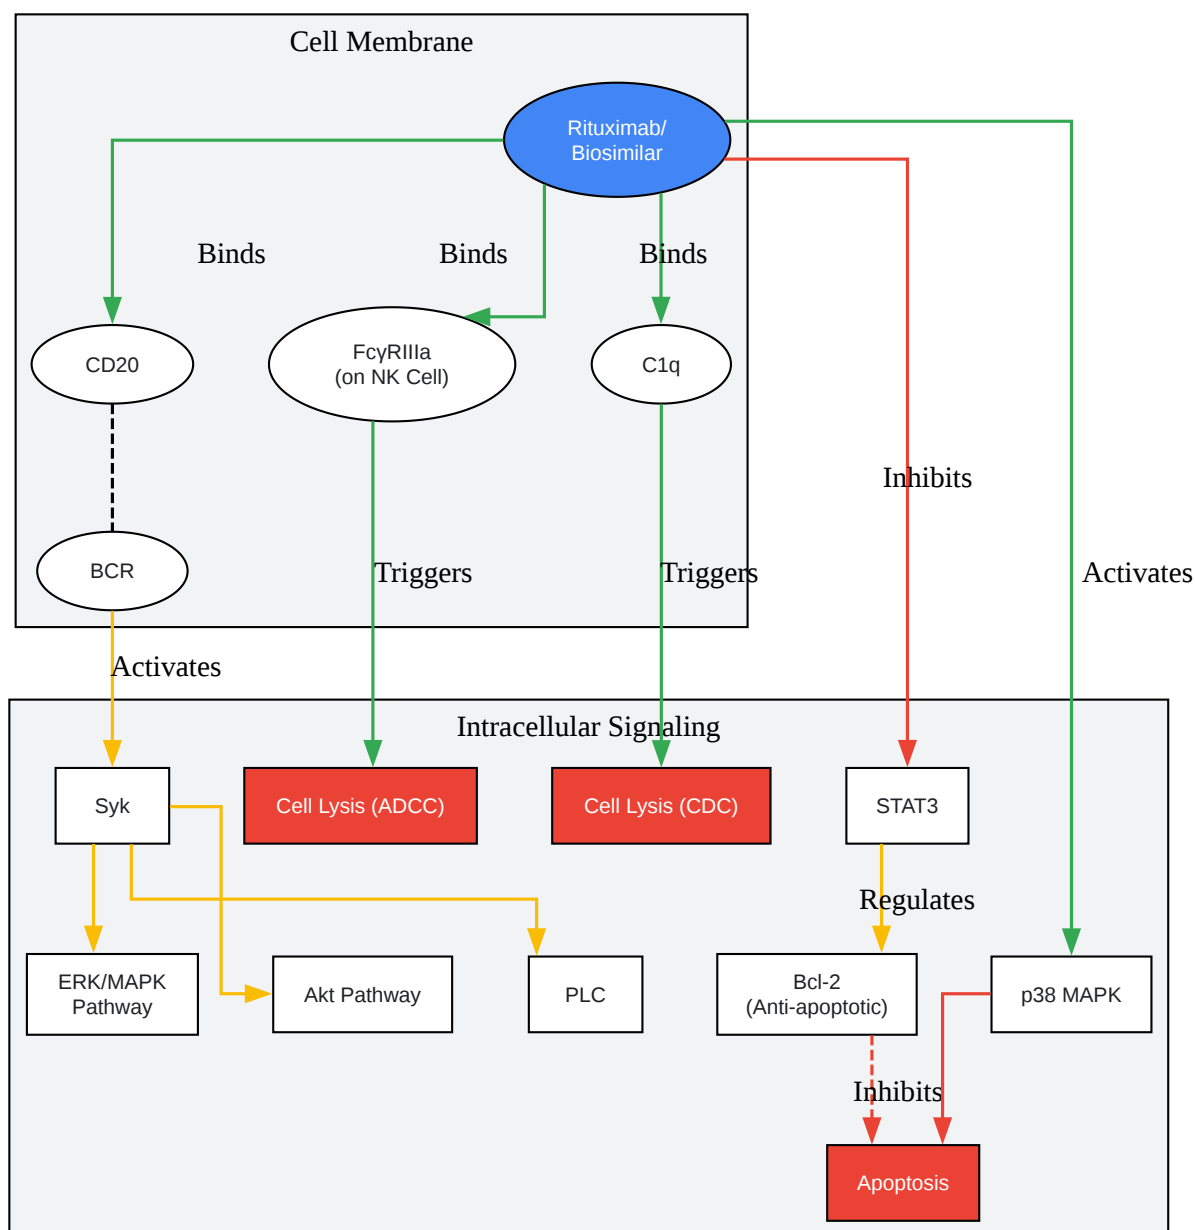 Cell Membrane
Rituximab/
Biosimilar
Binds
Binds
Binds
CD20
FcγRIIIa
(on NK Cell)
C1q
Inhibits
BCR
Triggers
Triggers
Activates
Activates
Intracellular Signaling
Syk
Cell Lysis (ADCC)
Cell Lysis (CDC)
STAT3
Regulates
ERK/MAPK
Pathway
Akt Pathway
PLC
Bcl-2
(Anti-apoptotic)
p38 MAPK
Inhibits
Apoptosis